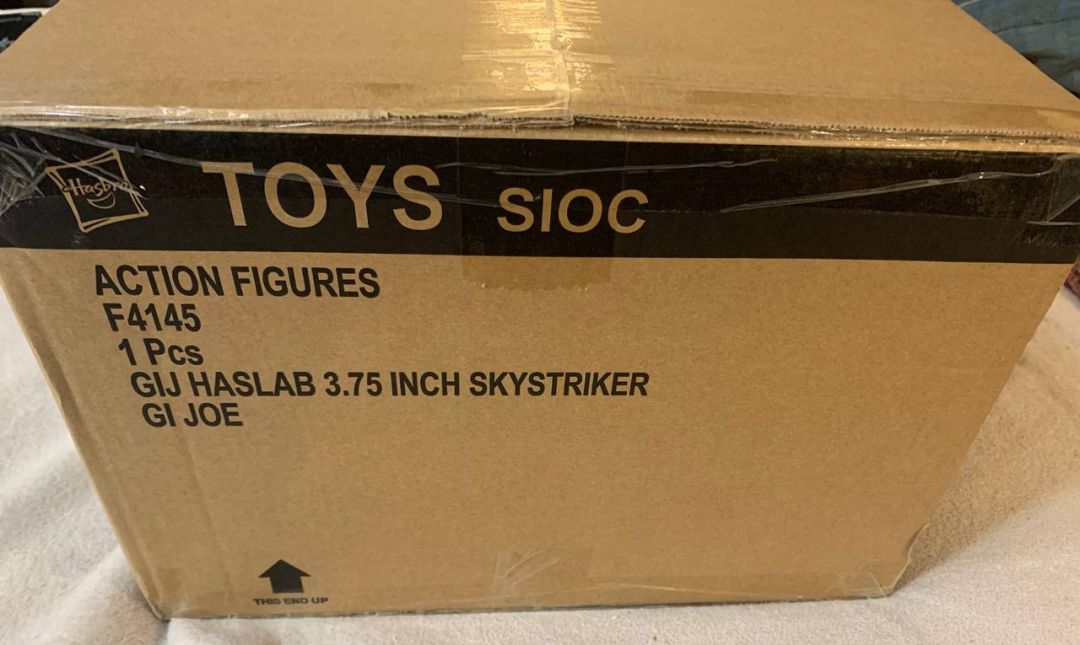 Hasbro
TOYS SIOC
ACTION FIGURES
F4145
1 Pcs
GIJ HASLAB 3.75 INCH SKYSTRIKER
GI JOE
THIS END UP